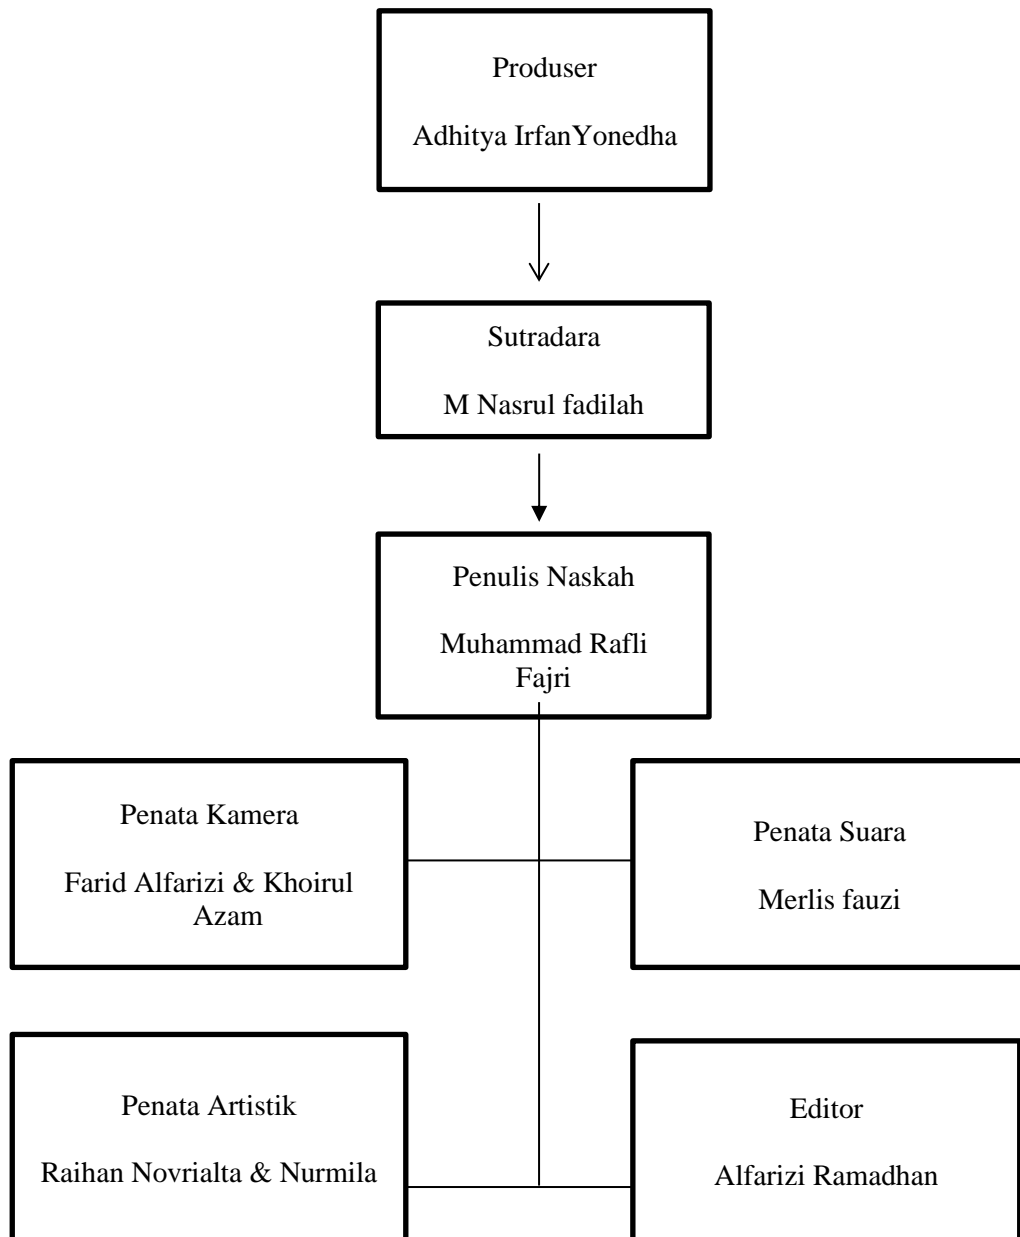 Produser
Adhitya IrfanYonedha
Sutradara
M Nasrul fadilah
Penulis Naskah
Muhammad Rafli
Fajri
Penata Kamera
Farid Alfarizi & Khoirul
Azam
Penata Suara
Merlis fauzi
Penata Artistik
Raihan Novrialta & Nurmila
Editor
Alfarizi Ramadhan